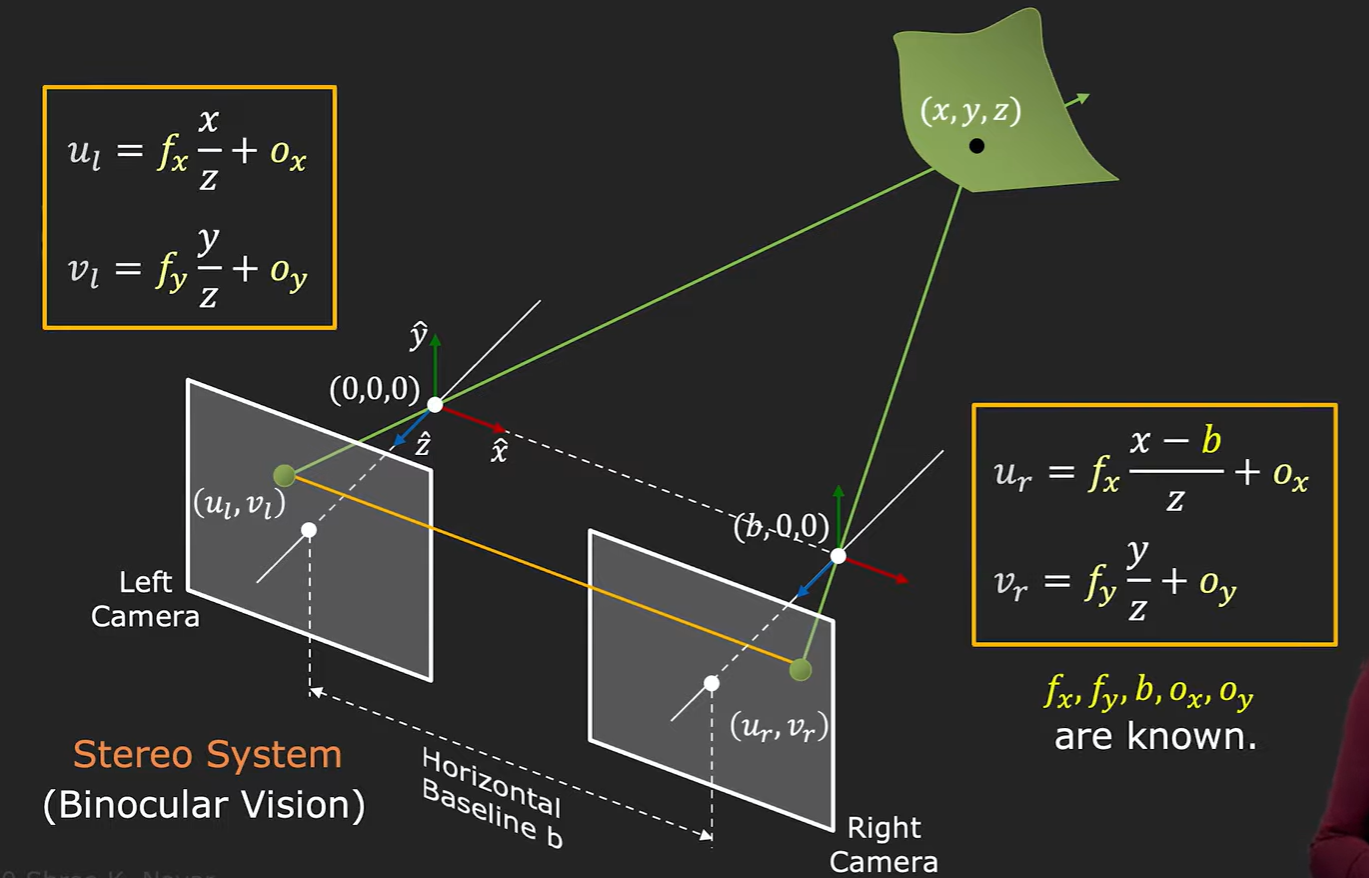 u_l = f_x x/z + o_x
v_l = f_y y/z + o_y
(x, y, z)
ŷ
(0,0,0)
ẑ
x̂
(u_l, v_l)
Left
Camera
(b, 0,0)
u_r = f_x (x − b)/z + o_x
v_r = f_y y/z + o_y
f_x, f_y, b, o_x, o_y
are known.
(u_r, v_r)
Stereo System
(Binocular Vision)
Horizontal
Baseline b
Right
Camera